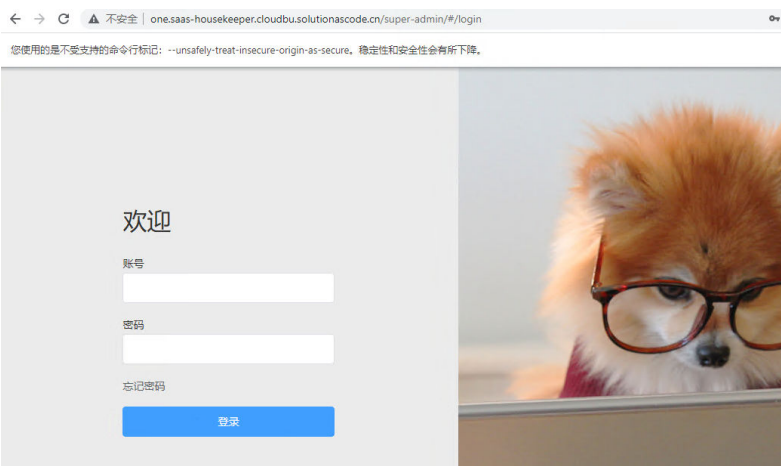 不安全 | one.saas-housekeeper.cloudbu.solutionascode.cn/super-admin/#/login
您使用的是不受支持的命令行标记：--unsafely-treat-insecure-origin-as-secure。稳定性和安全性会有所下降。
欢迎
账号
密码
忘记密码
登录